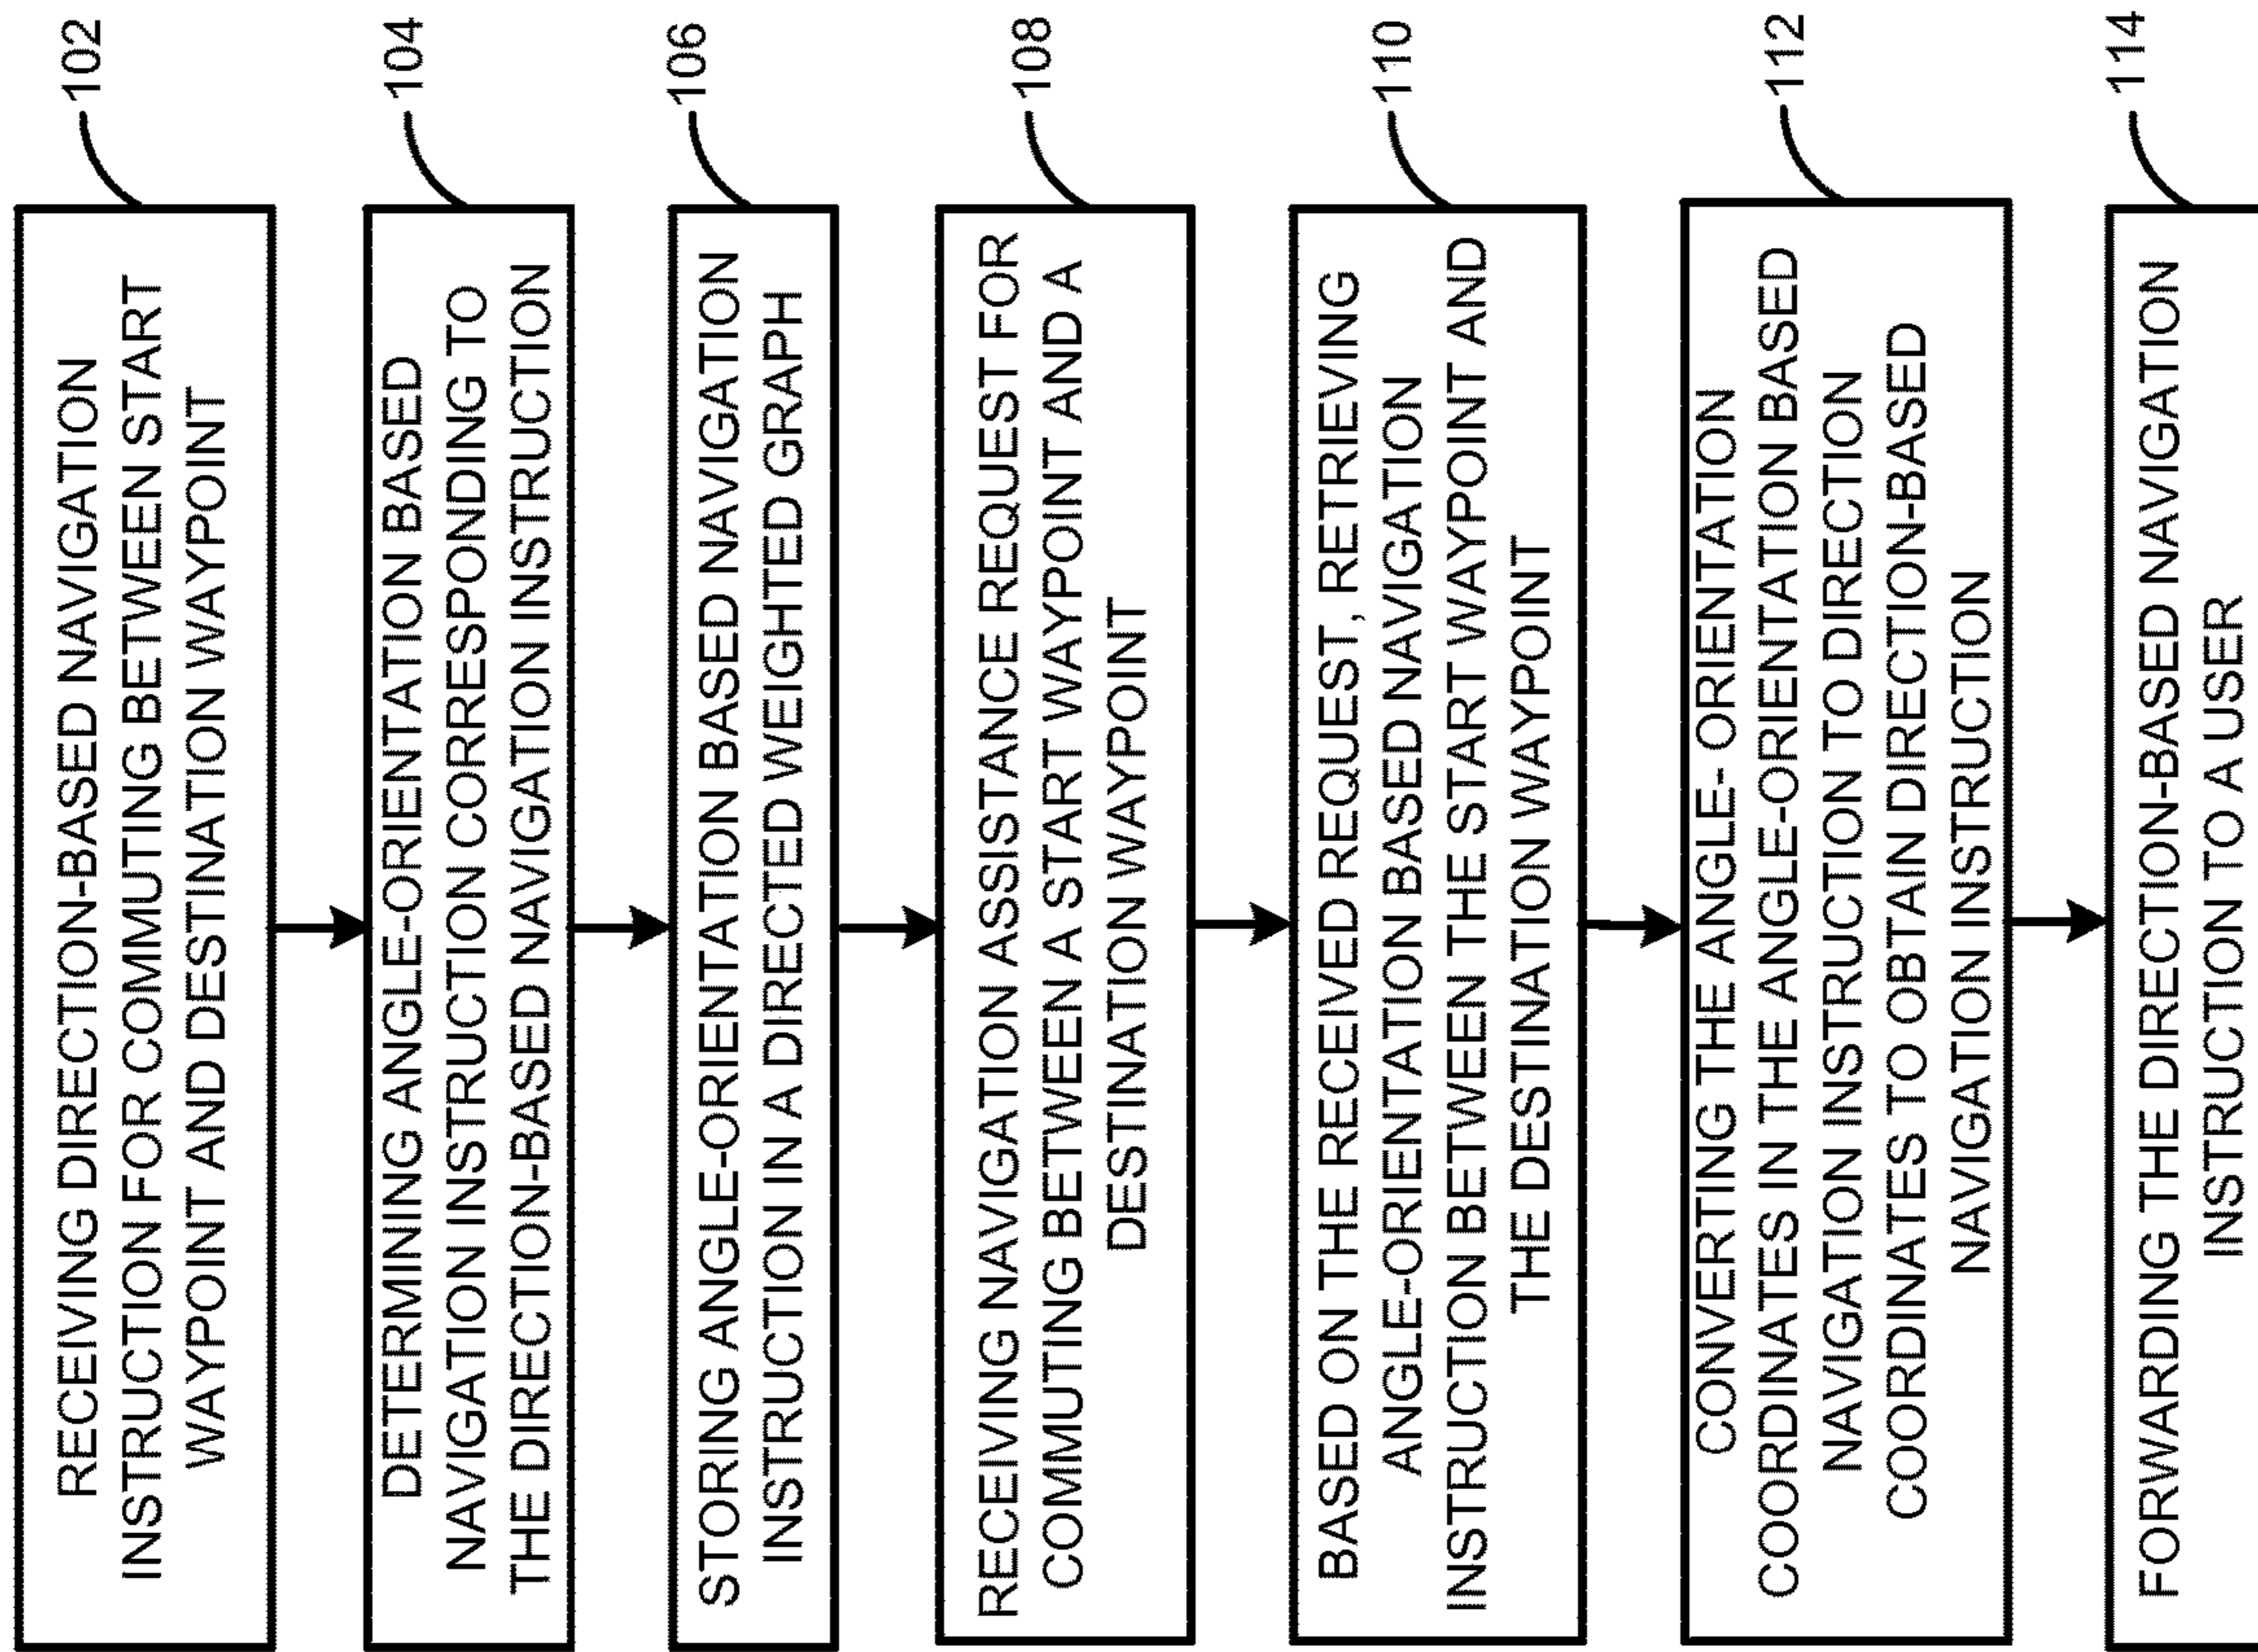 RECEIVING DIRECTION-BASED NAVIGATION
INSTRUCTION FOR COMMUTING BETWEEN START
WAYPOINT AND DESTINATION WAYPOINT
102
DETERMINING ANGLE-ORIENTATION BASED
NAVIGATION INSTRUCTION CORRESPONDING TO
THE DIRECTION-BASED NAVIGATION INSTRUCTION
104
STORING ANGLE-ORIENTATION BASED NAVIGATION
INSTRUCTION IN A DIRECTED WEIGHTED GRAPH
106
RECEIVING NAVIGATION ASSISTANCE REQUEST FOR
COMMUTING BETWEEN A START WAYPOINT AND A
DESTINATION WAYPOINT
108
BASED ON THE RECEIVED REQUEST, RETRIEVING
ANGLE-ORIENTATION BASED NAVIGATION
INSTRUCTION BETWEEN THE START WAYPOINT AND
THE DESTINATION WAYPOINT
110
CONVERTING THE ANGLE- ORIENTATION
COORDINATES IN THE ANGLE-ORIENTATION BASED
NAVIGATION INSTRUCTION TO DIRECTION
COORDINATES TO OBTAIN DIRECTION-BASED
NAVIGATION INSTRUCTION
112
FORWARDING THE DIRECTION-BASED NAVIGATION
INSTRUCTION TO A USER
114